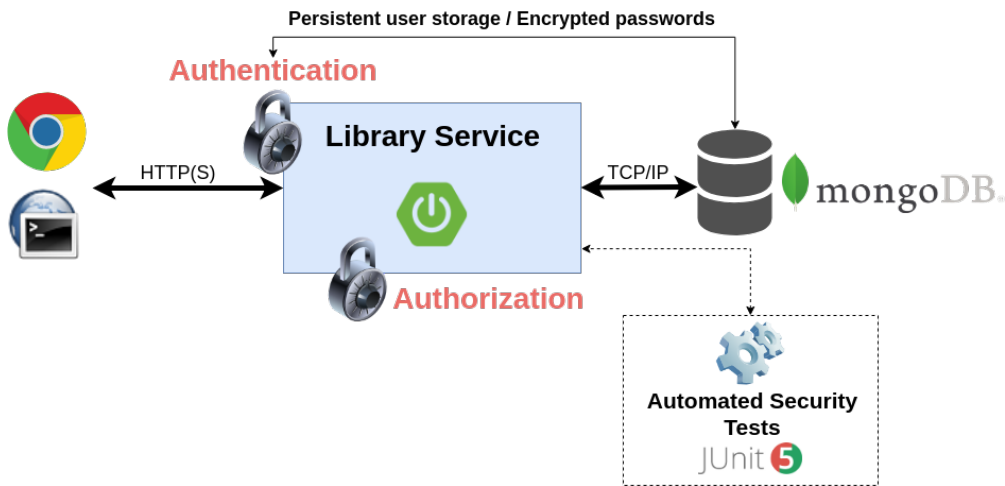 Persistent user storage / Encrypted passwords
Authentication
Library Service
HTTP(S)
TCP/IP
mongoDB®
>_
Authorization
Automated Security
Tests
JUnit 5